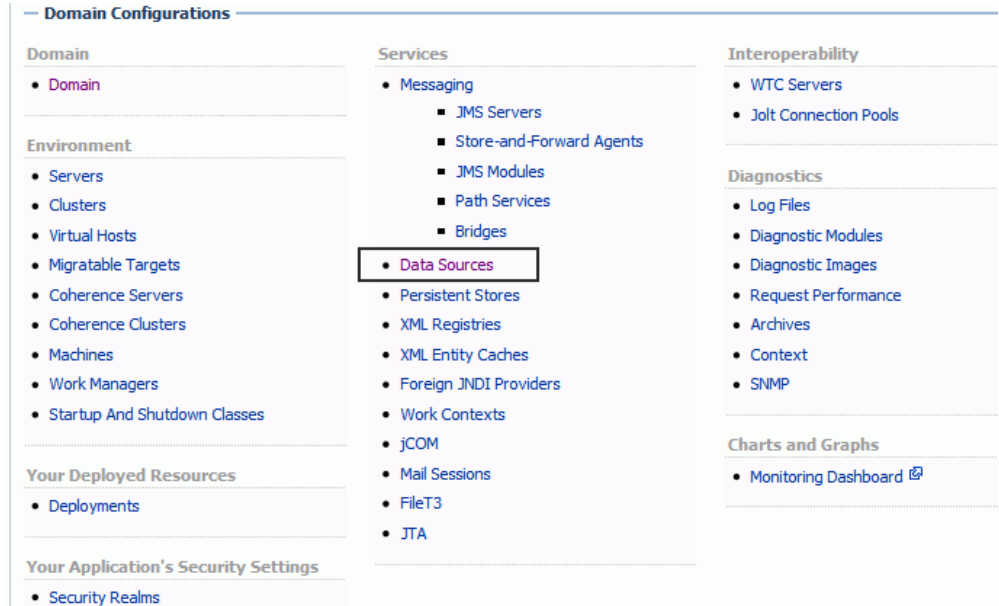 Domain Configurations
Domain
Domain
Environment
Servers
Clusters
Virtual Hosts
Migratable Targets
Coherence Servers
Coherence Clusters
Machines
Work Managers
Startup And Shutdown Classes
Your Deployed Resources
Deployments
Your Application's Security Settings
Security Realms
Services
Messaging
JMS Servers
Store-and-Forward Agents
JMS Modules
Path Services
Bridges
Data Sources
Persistent Stores
XML Registries
XML Entity Caches
Foreign JNDI Providers
Work Contexts
jCOM
Mail Sessions
FileT3
JTA
Interoperability
WTC Servers
Jolt Connection Pools
Diagnostics
Log Files
Diagnostic Modules
Diagnostic Images
Request Performance
Archives
Context
SNMP
Charts and Graphs
Monitoring Dashboard